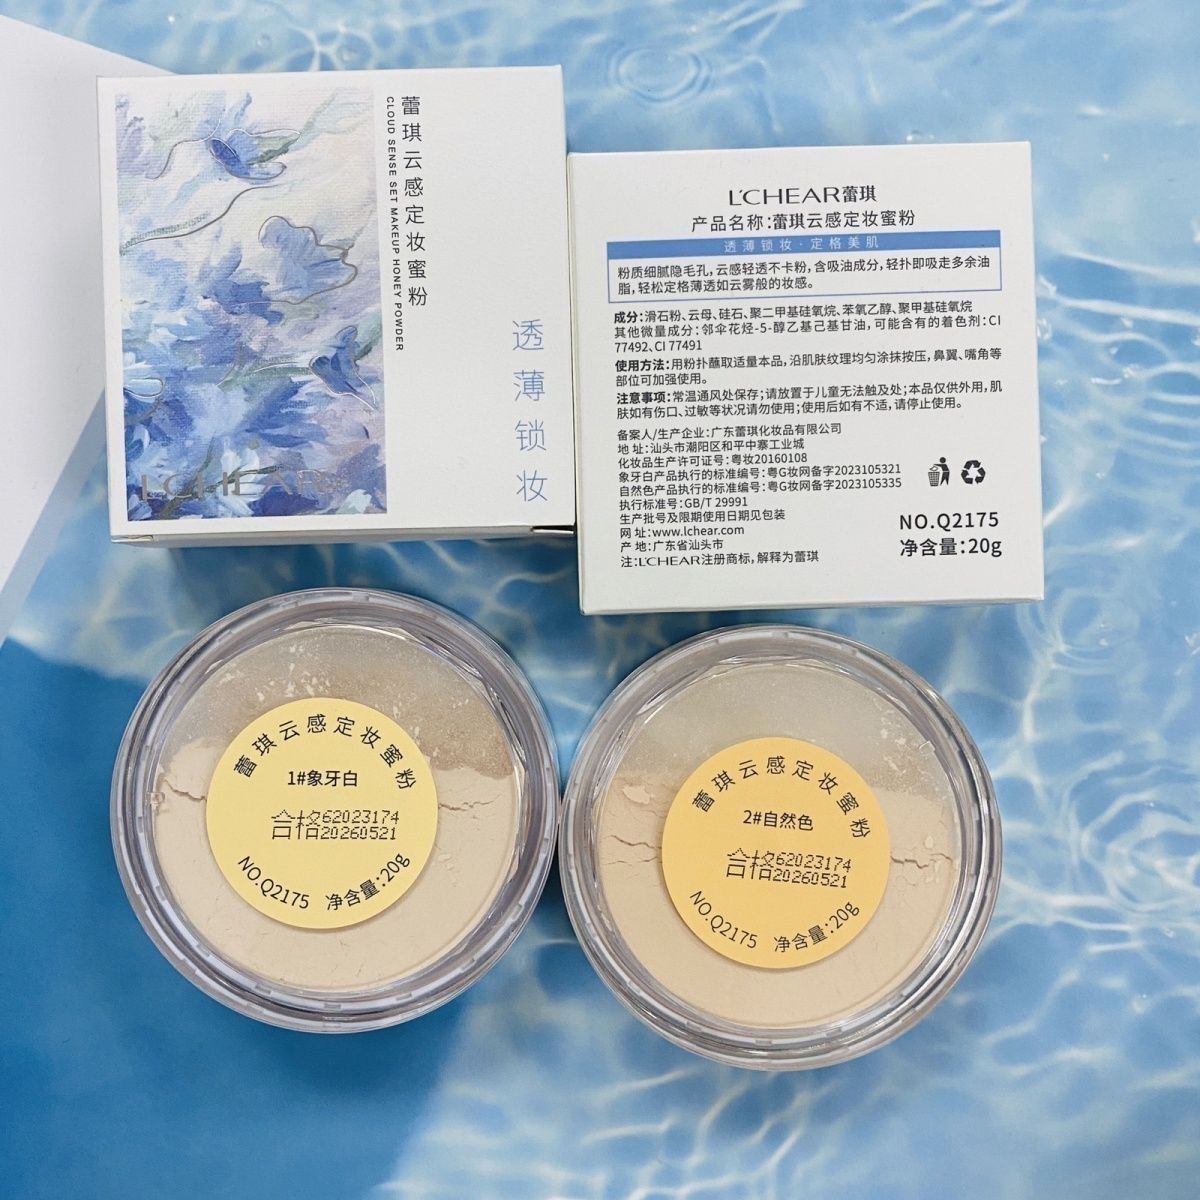 蕾琪云感定妆蜜粉
CLOUD SENSE SET MAKEUP HONEY POWDER
透薄锁妆
L'CHEAR
L'CHEAR蕾琪
产品名称:蕾琪云感定妆蜜粉
透薄锁妆·定格美肌
粉质细腻隐毛孔,云感轻透不卡粉,含吸油成分,轻扑即吸走多余油
脂,轻松定格薄透如云雾般的妆感。
成分:滑石粉、云母、硅石、聚二甲基硅氧烷、苯氧乙醇、聚甲基硅氧烷
其他微量成分:邻伞花烃-5-醇乙基己基甘油,可能含有的着色剂:CI
77492、CI 77491
使用方法:用粉扑蘸取适量本品,沿肌肤纹理均匀涂抹按压,鼻翼、嘴角等
部位可加强使用。
注意事项:常温通风处保存;请放置于儿童无法触及处;本品仅供外用,肌
肤如有伤口、过敏等状况请勿使用;使用后如有不适,请停止使用。
备案人/生产企业:广东蕾琪化妆品有限公司
地 址:汕头市潮阳区和平中寨工业城
化妆品生产许可证号:粤妆20160108
象牙白产品执行的标准编号:粤G妆网备字2023105321
自然色产品执行的标准编号:粤G妆网备字2023105335
执行标准号:GB/T 29991
生产批号及限期使用日期见包装
网 址:www.lchear.com
产 地:广东省汕头市
注:L'CHEAR注册商标,解释为蕾琪
NO.Q2175
净含量:20g
蕾琪云感定妆蜜粉
1#象牙白
合格62023174
20260521
NO.Q2175 净含量:20g
蕾琪云感定妆蜜粉
2#自然色
合格62023174
20260521
NO.Q2175 净含量:20g